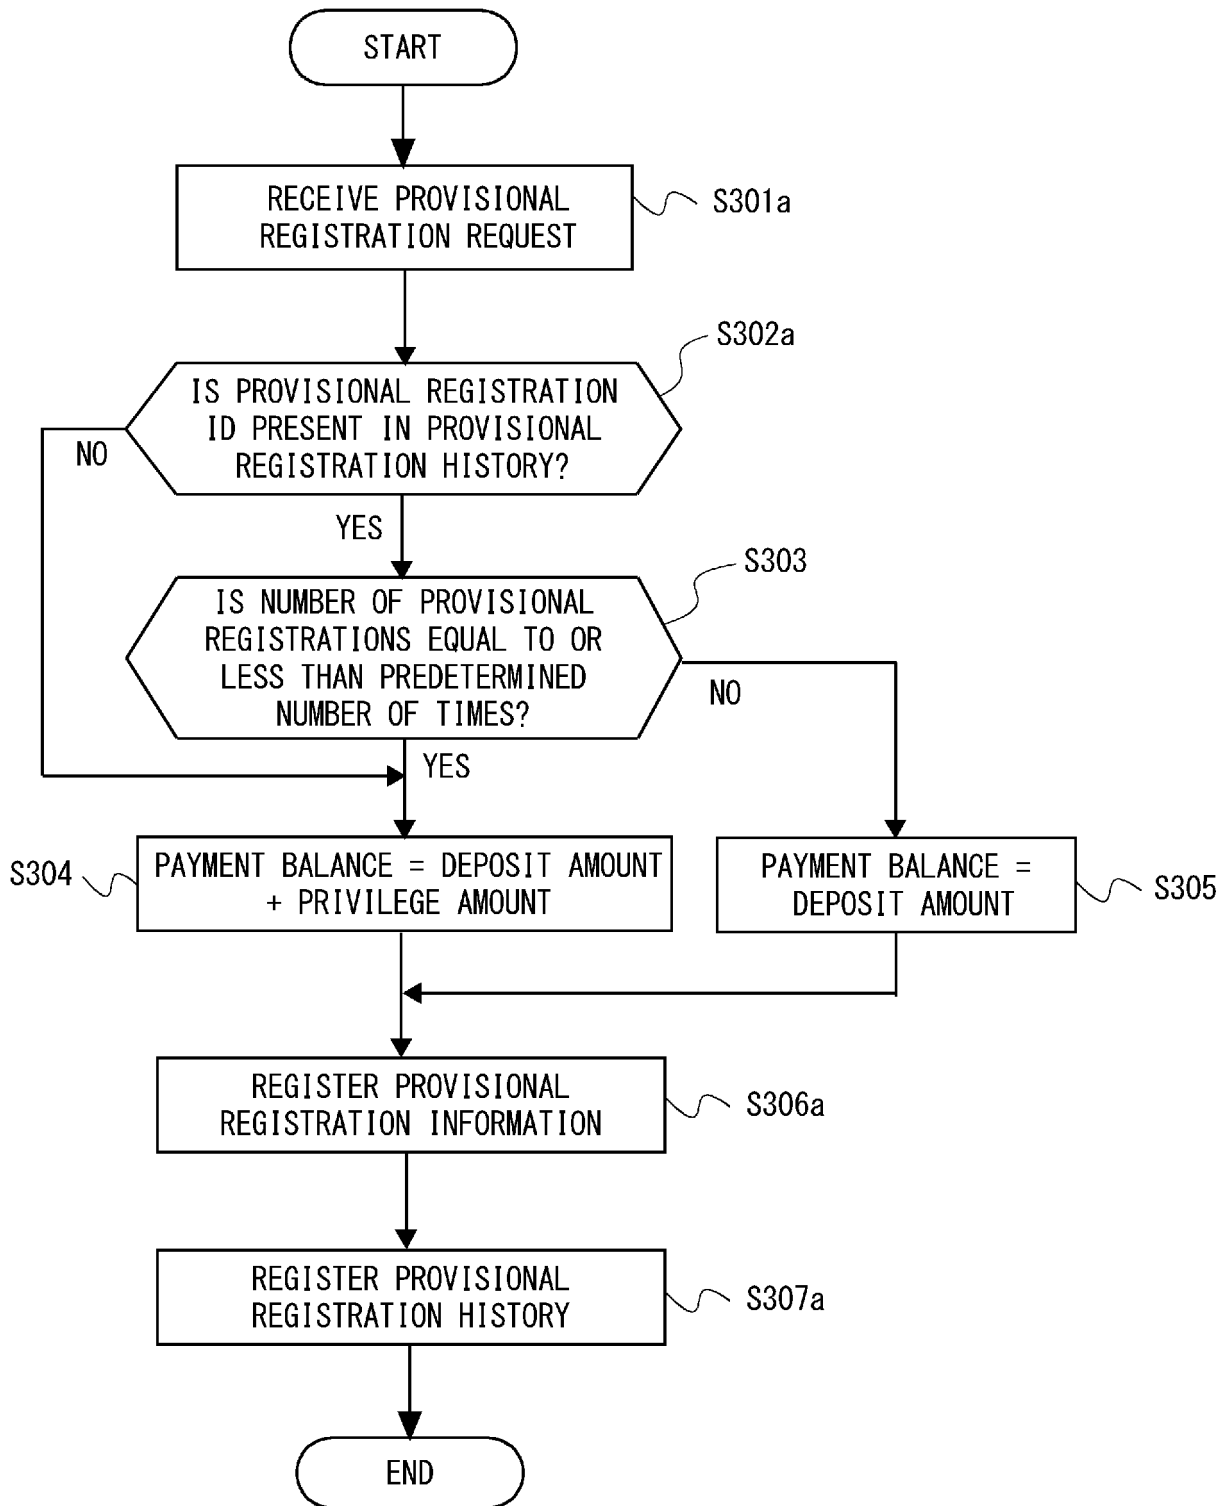 START
RECEIVE PROVISIONAL
REGISTRATION REQUEST
S301a
S302a
IS PROVISIONAL REGISTRATION
ID PRESENT IN PROVISIONAL
REGISTRATION HISTORY?
NO
YES
S303
IS NUMBER OF PROVISIONAL
REGISTRATIONS EQUAL TO OR
LESS THAN PREDETERMINED
NUMBER OF TIMES?
NO
YES
S304
PAYMENT BALANCE = DEPOSIT AMOUNT
+ PRIVILEGE AMOUNT
PAYMENT BALANCE =
DEPOSIT AMOUNT
S305
REGISTER PROVISIONAL
REGISTRATION INFORMATION
S306a
REGISTER PROVISIONAL
REGISTRATION HISTORY
S307a
END